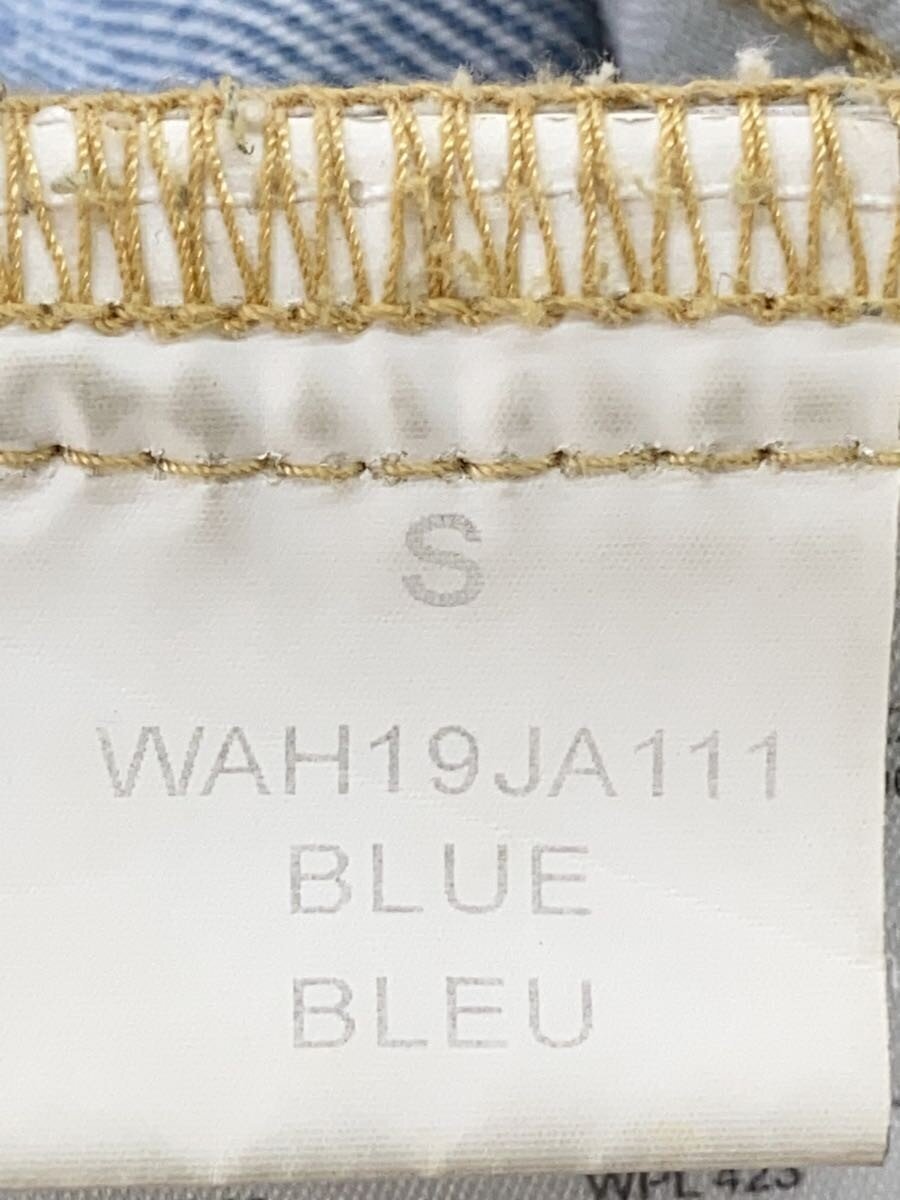 S
WAH19JA111
BLUE
BLEU
WPL 423